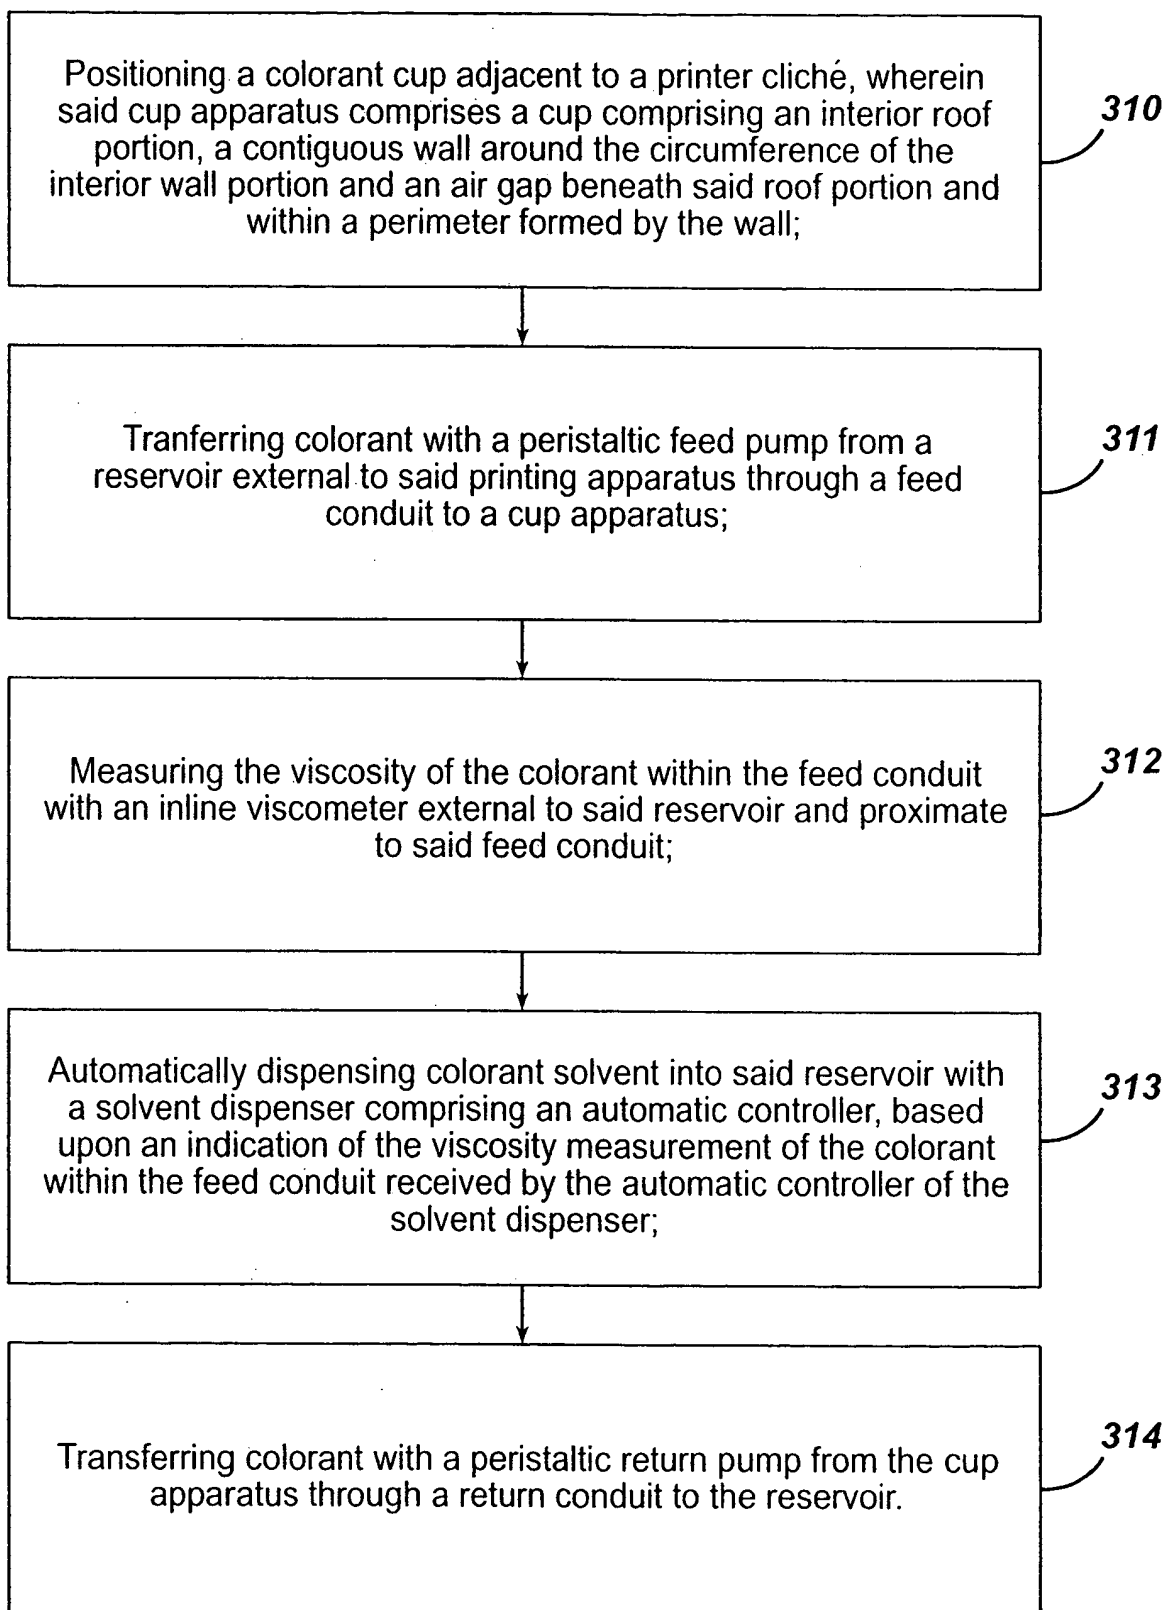 Positioning a colorant cup adjacent to a printer cliché, wherein
said cup apparatus comprises a cup comprising an interior roof
portion, a contiguous wall around the circumference of the
interior wall portion and an air gap beneath said roof portion and
within a perimeter formed by the wall;
310
Tranferring colorant with a peristaltic feed pump from a
reservoir external to said printing apparatus through a feed
conduit to a cup apparatus;
311
Measuring the viscosity of the colorant within the feed conduit
with an inline viscometer external to said reservoir and proximate
to said feed conduit;
312
Automatically dispensing colorant solvent into said reservoir with
a solvent dispenser comprising an automatic controller, based
upon an indication of the viscosity measurement of the colorant
within the feed conduit received by the automatic controller of the
solvent dispenser;
313
Transferring colorant with a peristaltic return pump from the cup
apparatus through a return conduit to the reservoir.
314